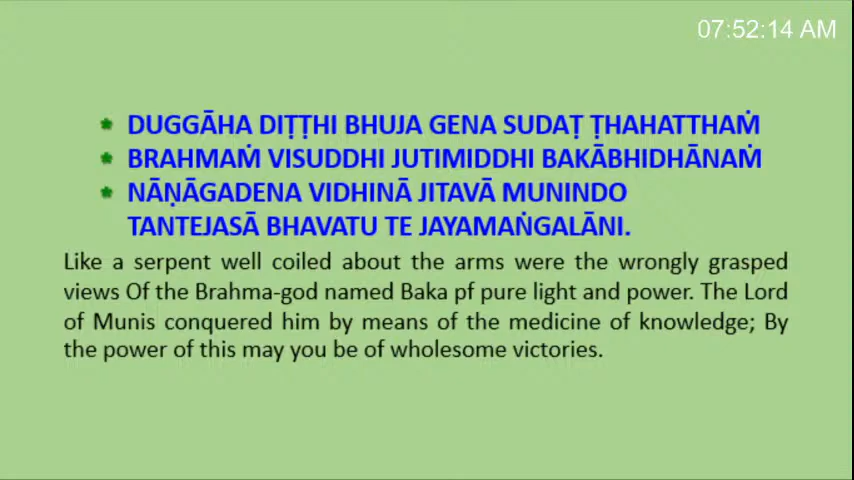 07:52:14 AM
* DUGGĀHA DIṬṬHI BHUJA GENA SUDAṬ ṬHAHATTHAṀ
* BRAHMAṀ VISUDDHI JUTIMIDDHI BAKĀBHIDHĀNAṀ
* NĀṆĀGADENA VIDHINĀ JITAVĀ MUNINDO
TANTEJASĀ BHAVATU TE JAYAMAṄGALĀNI.
Like a serpent well coiled about the arms were the wrongly grasped
views Of the Brahma-god named Baka pf pure light and power. The Lord
of Munis conquered him by means of the medicine of knowledge; By
the power of this may you be of wholesome victories.